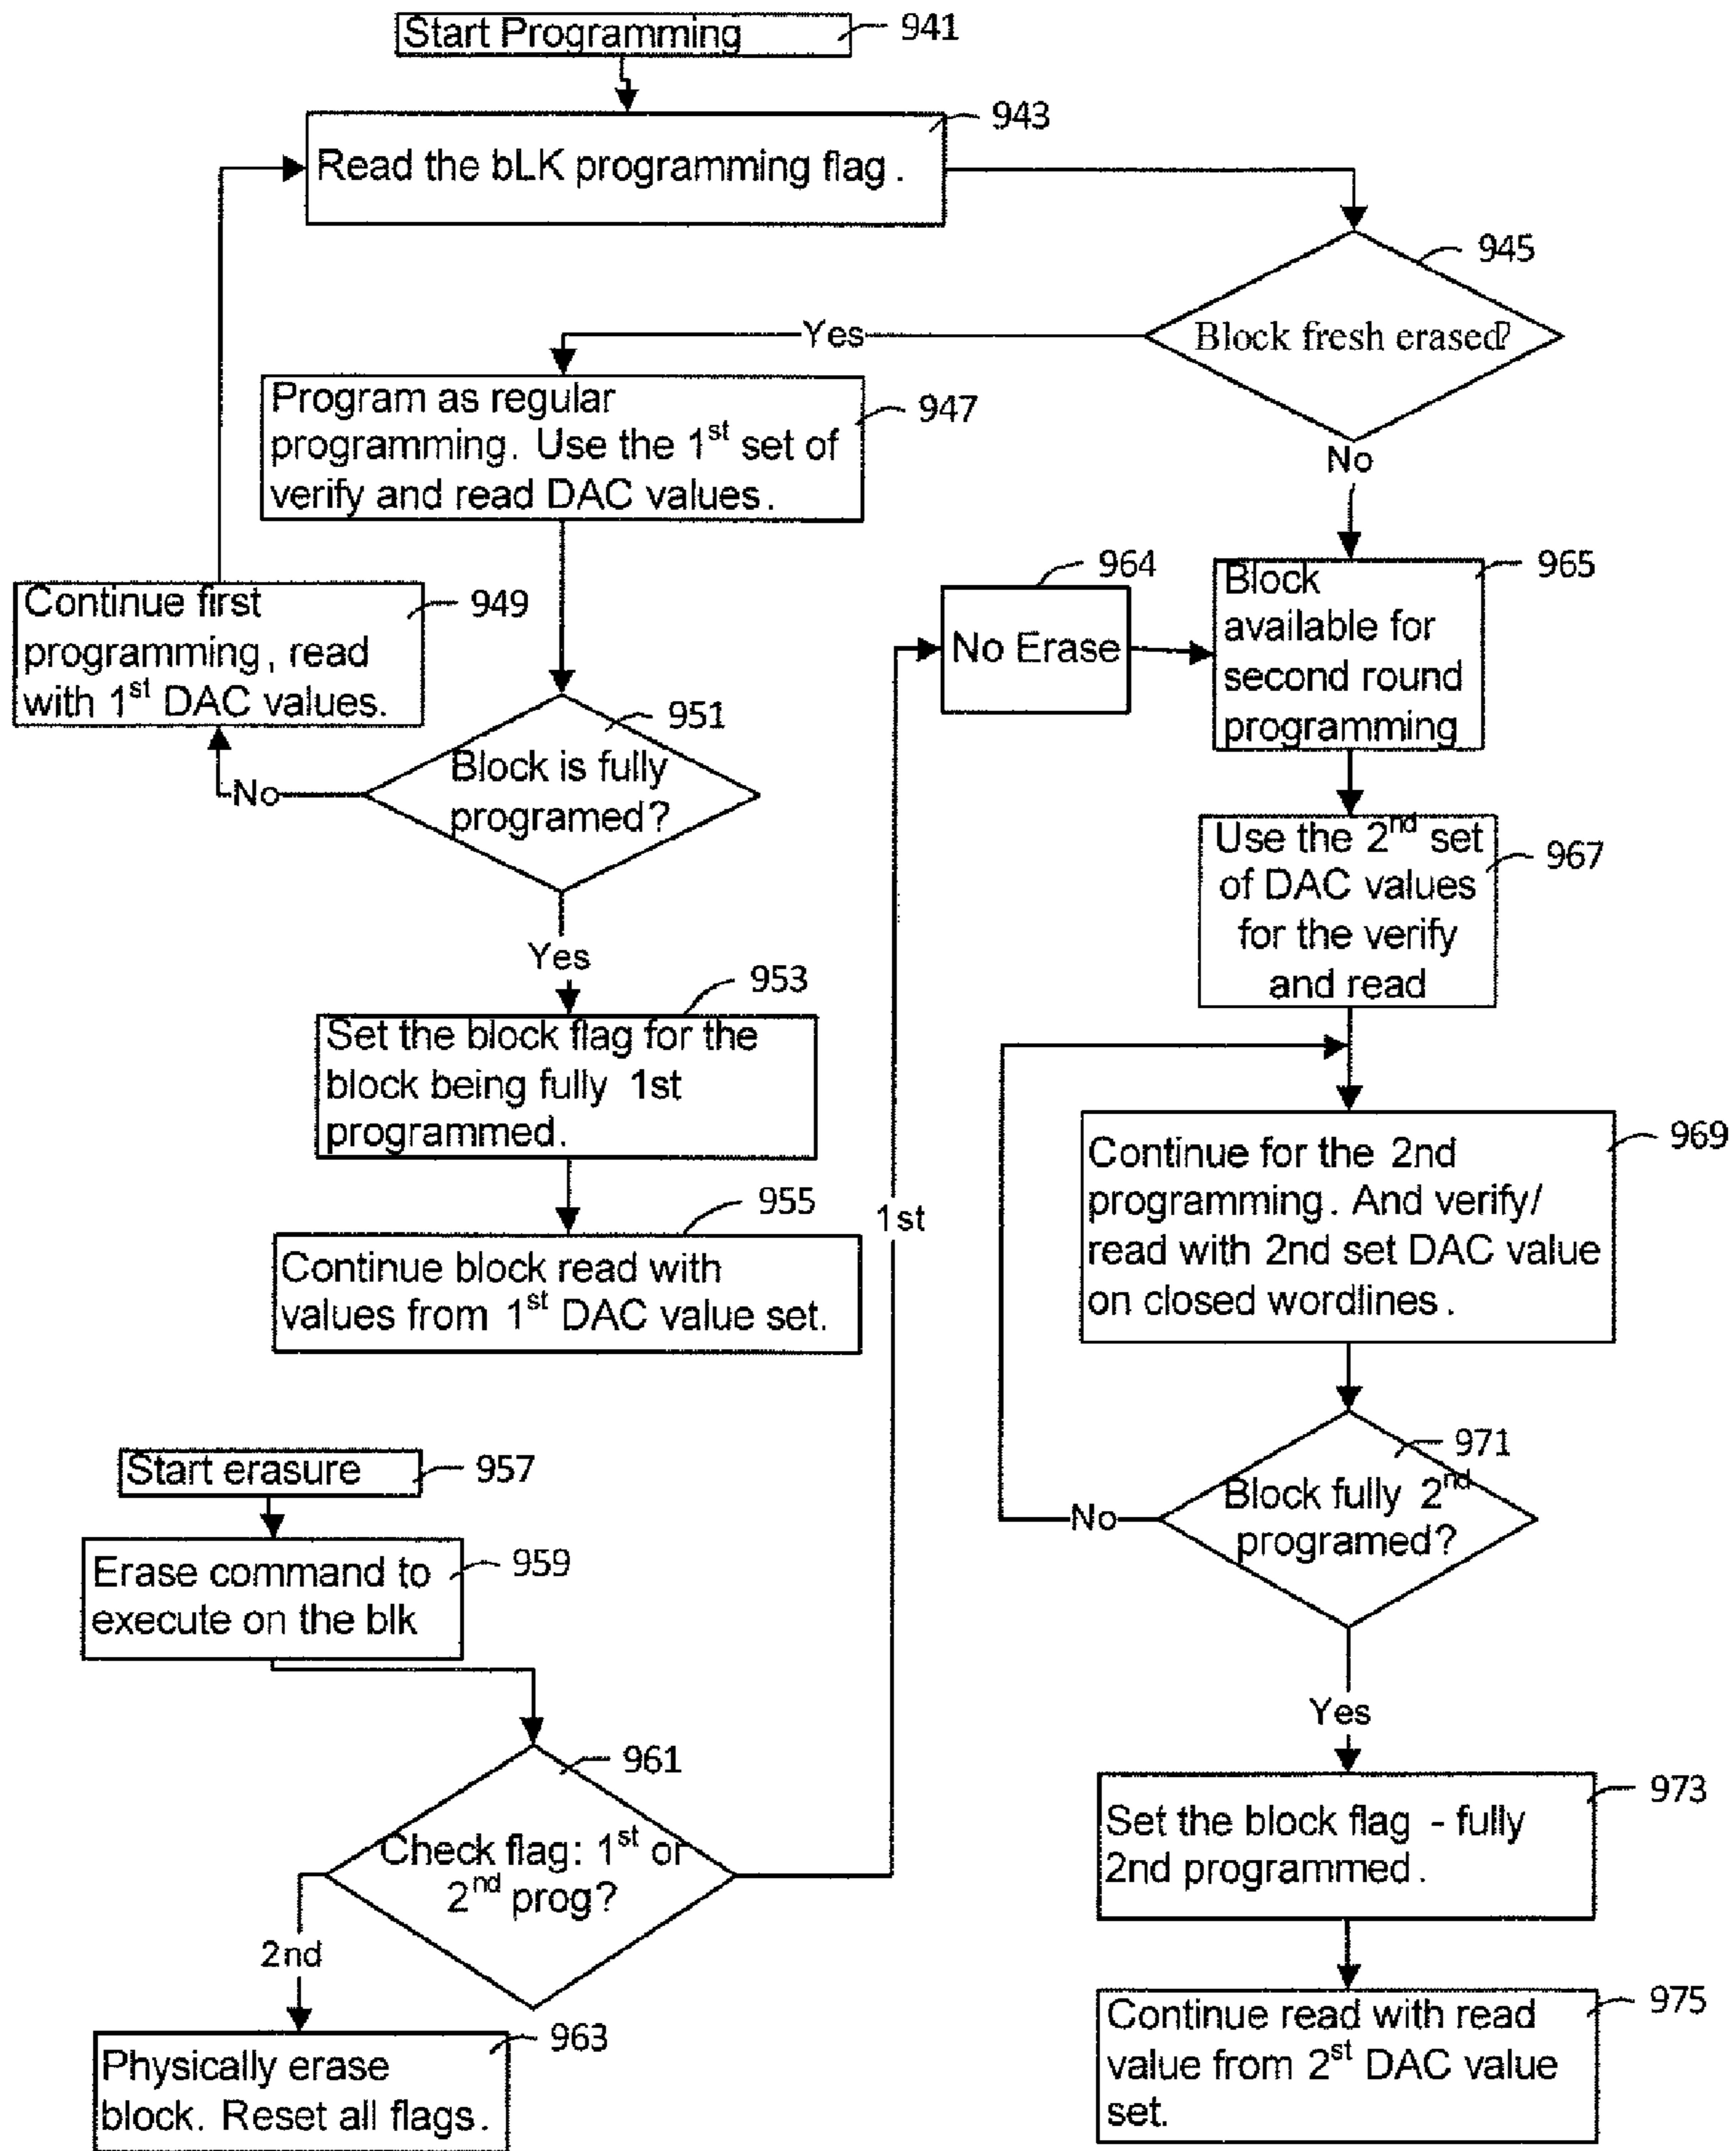 Start Programming
941
943
Read the bLK programming flag.
945
Block fresh erased?
Yes
No
Program as regular
programming. Use the 1st set of
verify and read DAC values.
947
Continue first
programming, read
with 1st DAC values.
949
951
Block is fully
programed?
No
Yes
953
Set the block flag for the
block being fully 1st
programmed.
955
Continue block read with
values from 1st DAC value set.
964
No Erase
965
Block
available for
second round
programming
Use the 2nd set
of DAC values
for the verify
and read
967
969
Continue for the 2nd
programming. And verify/
read with 2nd set DAC value
on closed wordlines.
971
Block fully 2nd
programed?
No
Yes
973
Set the block flag - fully
2nd programmed.
975
Continue read with read
value from 2st DAC value
set.
Start erasure
957
Erase command to
execute on the blk
959
961
Check flag: 1st or
2nd prog?
1st
2nd
963
Physically erase
block. Reset all flags.